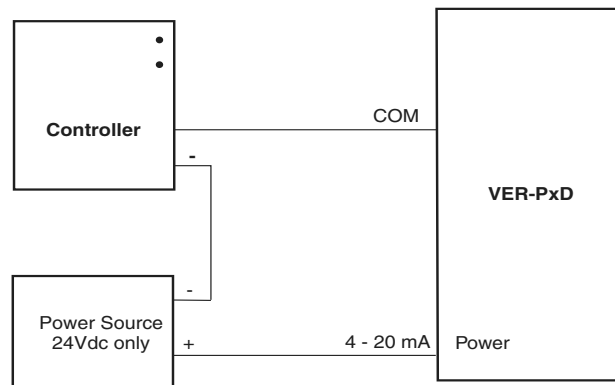 COM
Controller
-
VER-PxD
-
Power Source
24Vdc only
+
4 - 20 mA
Power